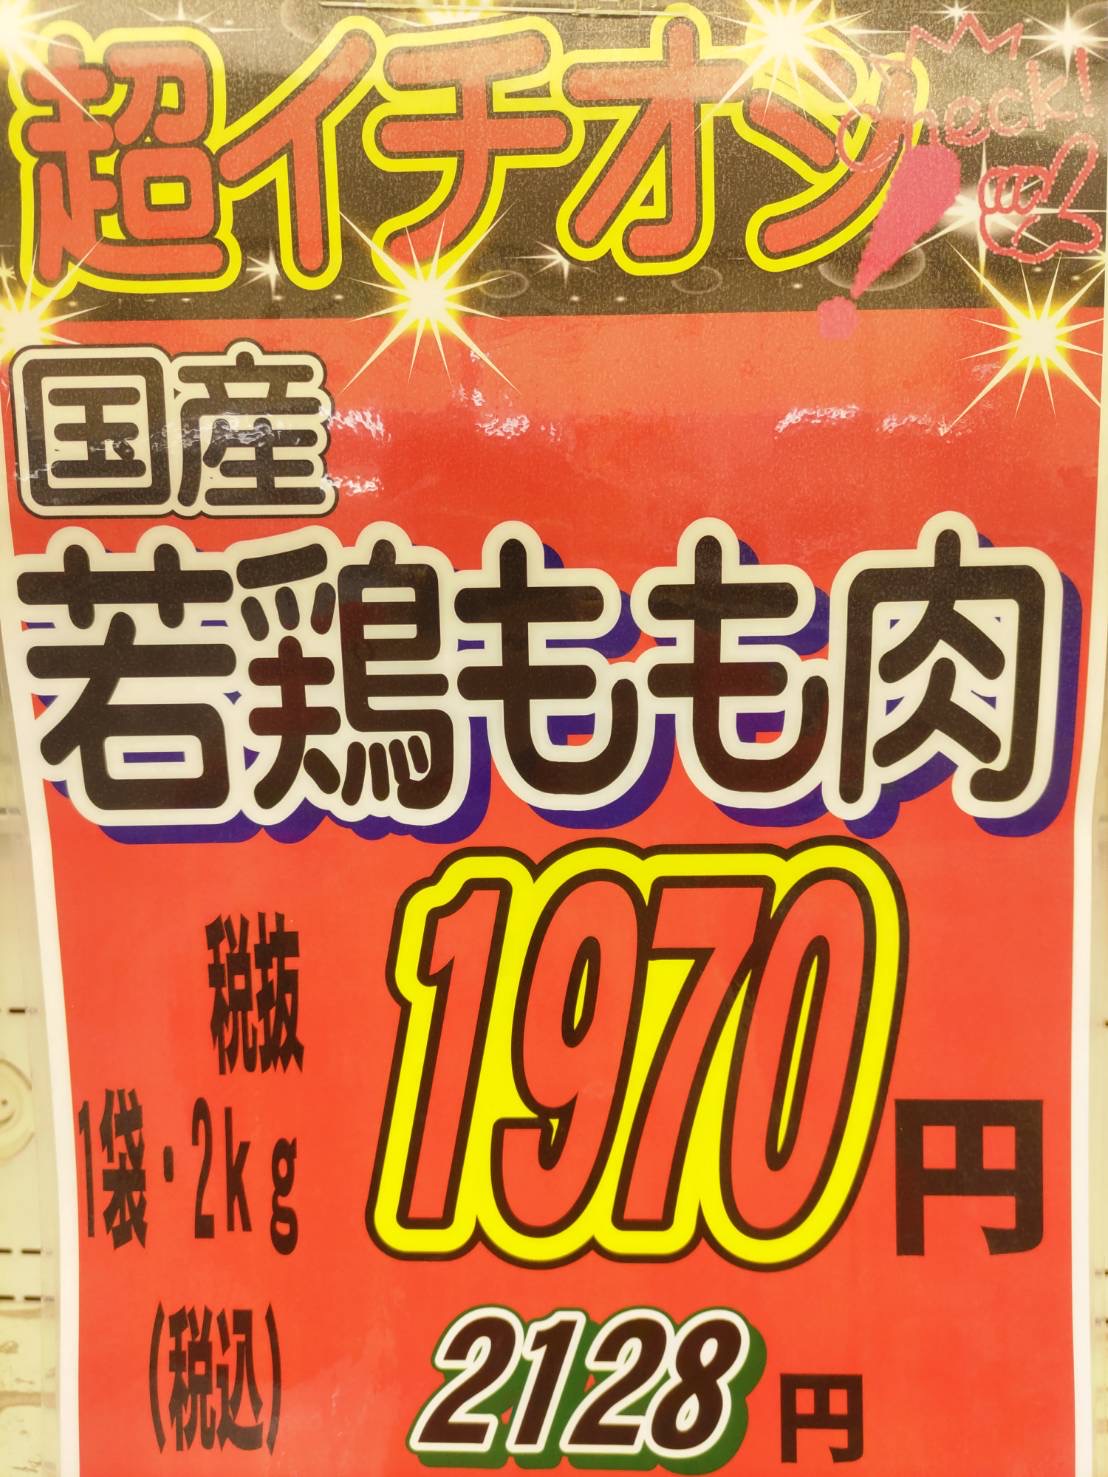 超イチオシ
Check!
国産
若鶏もも肉
税抜
1袋・2kg
1970円
(税込)
2128円